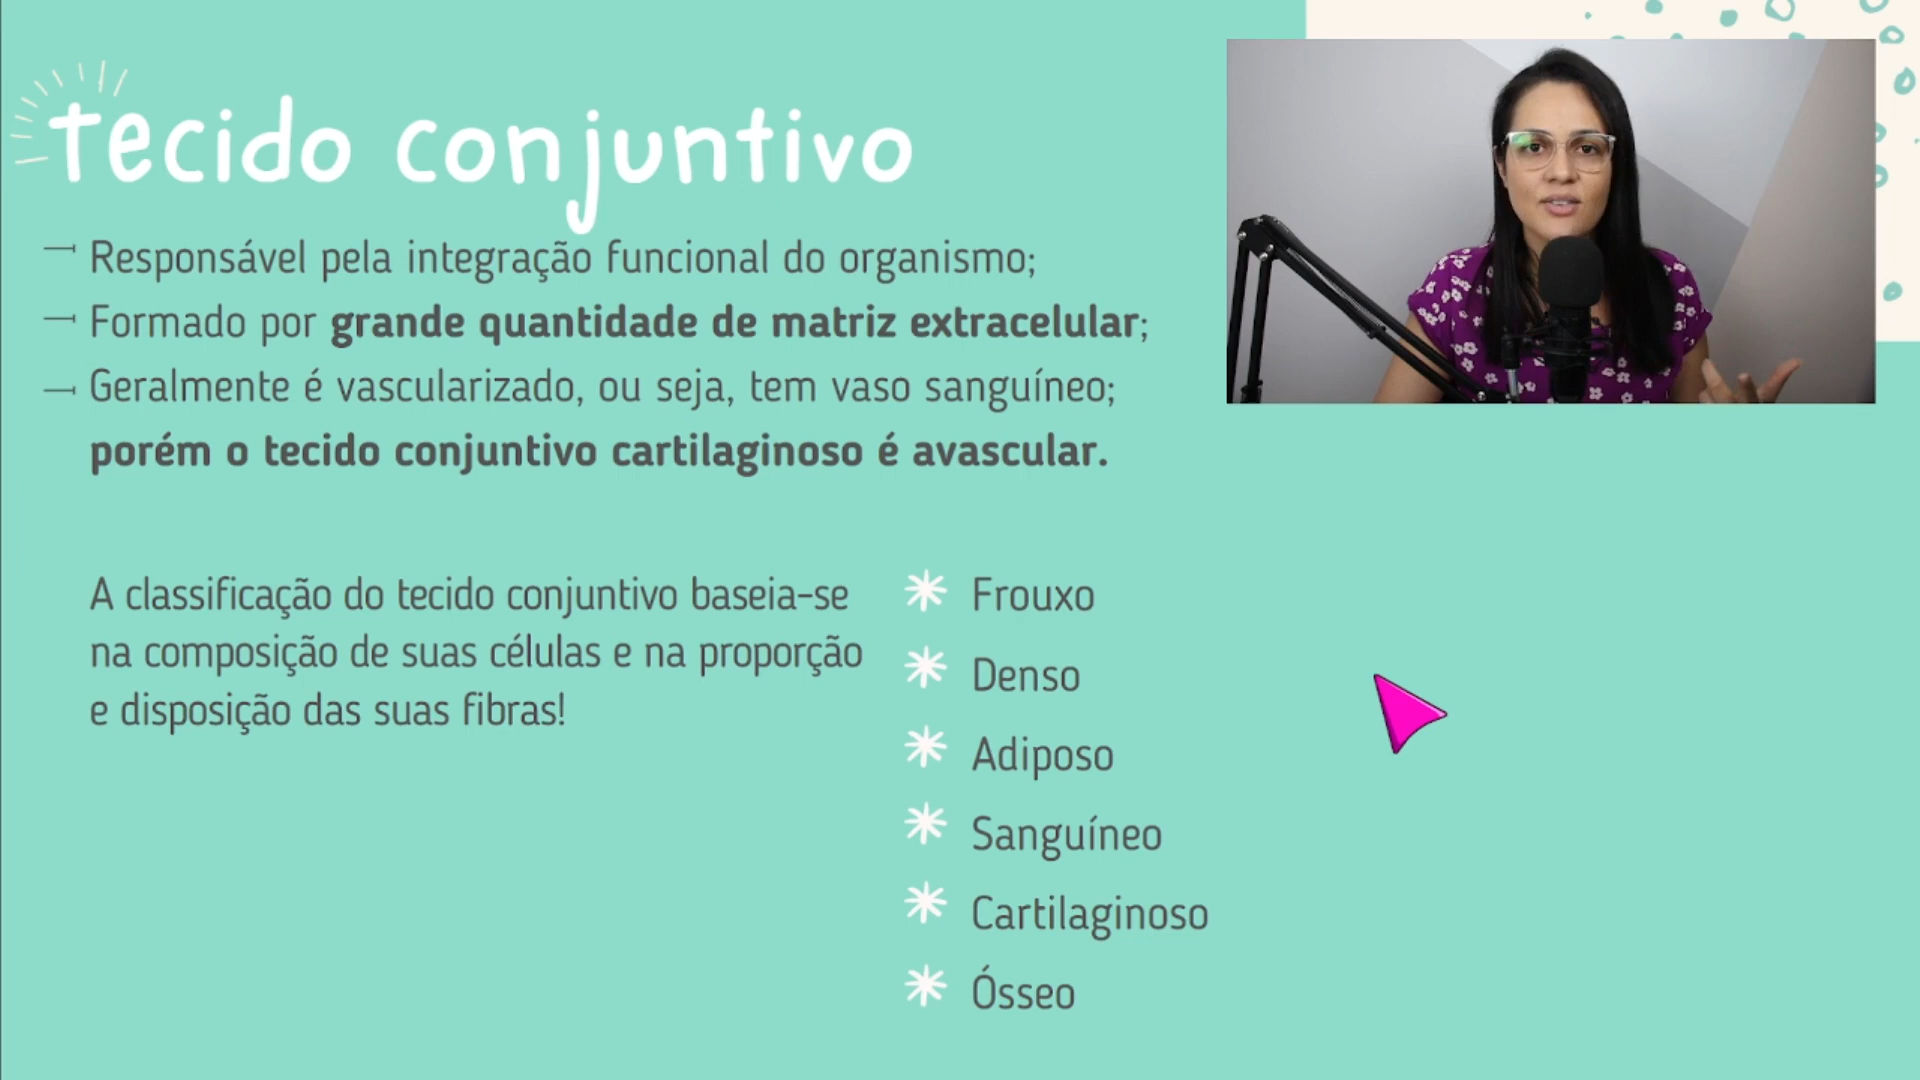 tecido conjuntivo
Responsável pela integração funcional do organismo;
Formado por grande quantidade de matriz extracelular;
Geralmente é vascularizado, ou seja, tem vaso sanguíneo;
porém o tecido conjuntivo cartilaginoso é avascular.
A classificação do tecido conjuntivo baseia-se
na composição de suas células e na proporção
e disposição das suas fibras!
Frouxo
Denso
Adiposo
Sanguíneo
Cartilaginoso
Ósseo